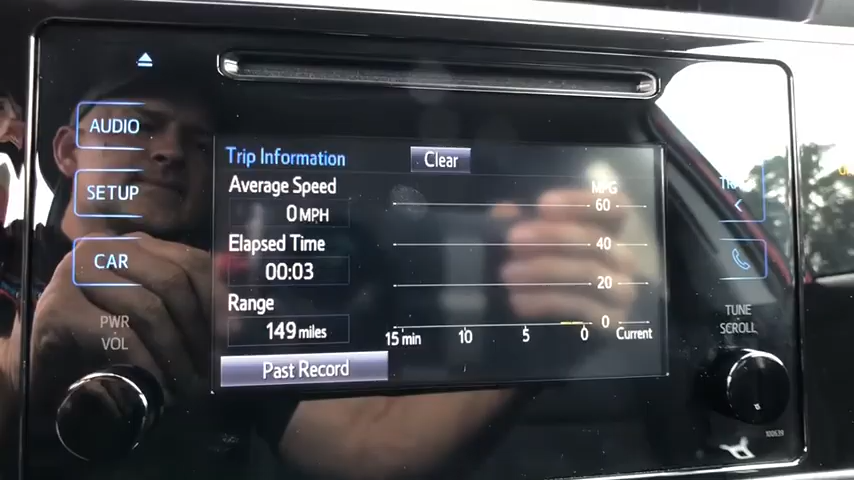 AUDIO
SETUP
CAR
PWR
VOL
Trip Information
Clear
Average Speed
0 MPH
Elapsed Time
00:03
Range
149 miles
Past Record
MPG
60
40
20
0
15 min
10
5
0
Current
TUNE
SCROLL
100639